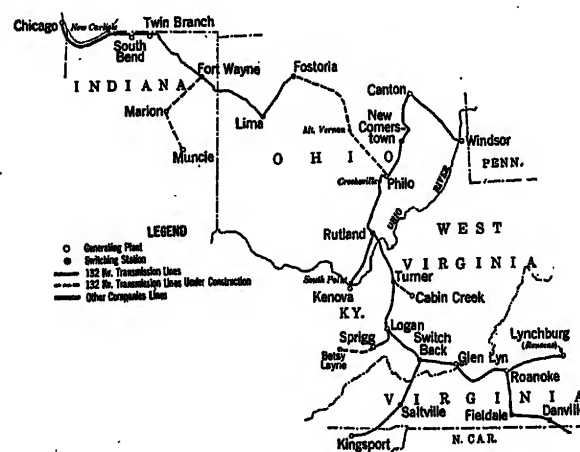 Chicago
New Carlisle
Twin Branch
South
Bend
INDIANA
Fort Wayne
Fostoria
Canton
Marion
Lima
Mt. Vernon
New
Comers-
town
Windsor
Muncie
OHIO
PENN.
Crooksville
Philo
OHIO RIVER
LEGEND
Generating Plant
Switching Station
132 Kv. Transmission Lines
132 Kv. Transmission Lines Under Construction
Other Companies Lines
Rutland
WEST
VIRGINIA
South Point
Kenova
Turner
KY.
Cabin Creek
Logan
Sprigg
Switch
Back
Lynchburg
(Reusens)
Betsy
Layne
Glen Lyn
Roanoke
VIRGINIA
Saltville
Fieldale
Danville
Kingsport
N. CAR.